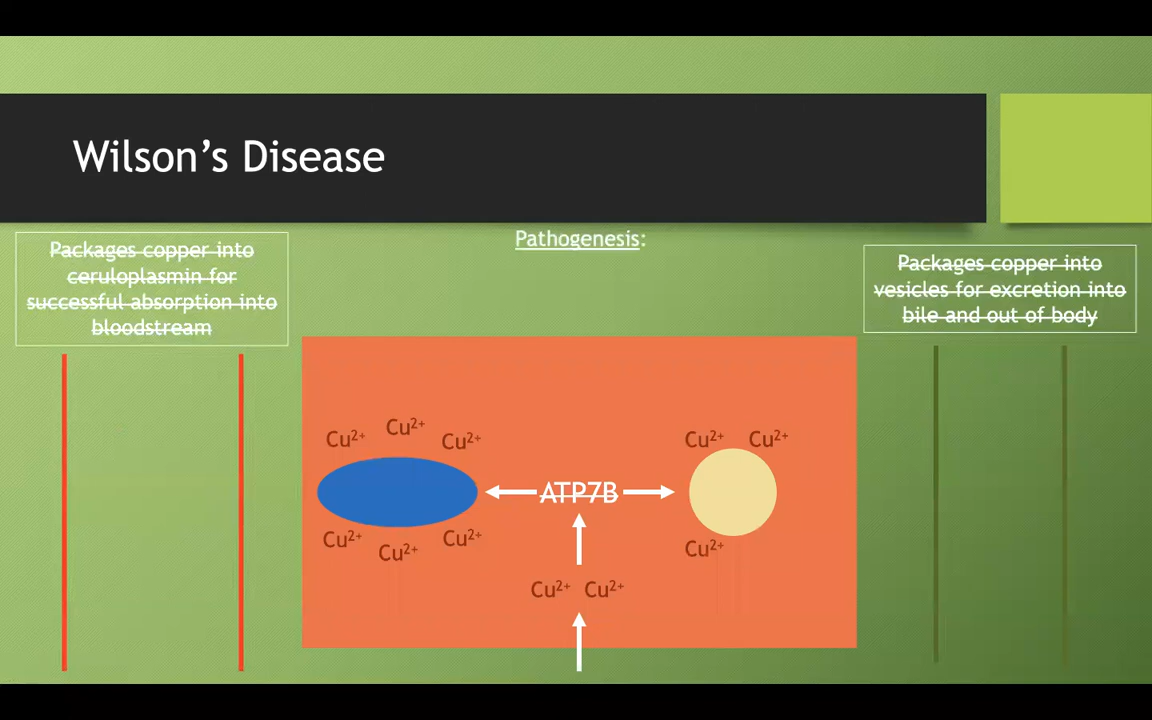 Wilson’s Disease
Pathogenesis:
Packages copper into
ceruloplasmin for
successful absorption into
bloodstream
Packages copper into
vesicles for excretion into
bile and out of body
Cu²⁺ Cu²⁺ Cu²⁺
Cu²⁺ Cu²⁺
ATP7B
Cu²⁺ Cu²⁺ Cu²⁺
Cu²⁺
Cu²⁺ Cu²⁺